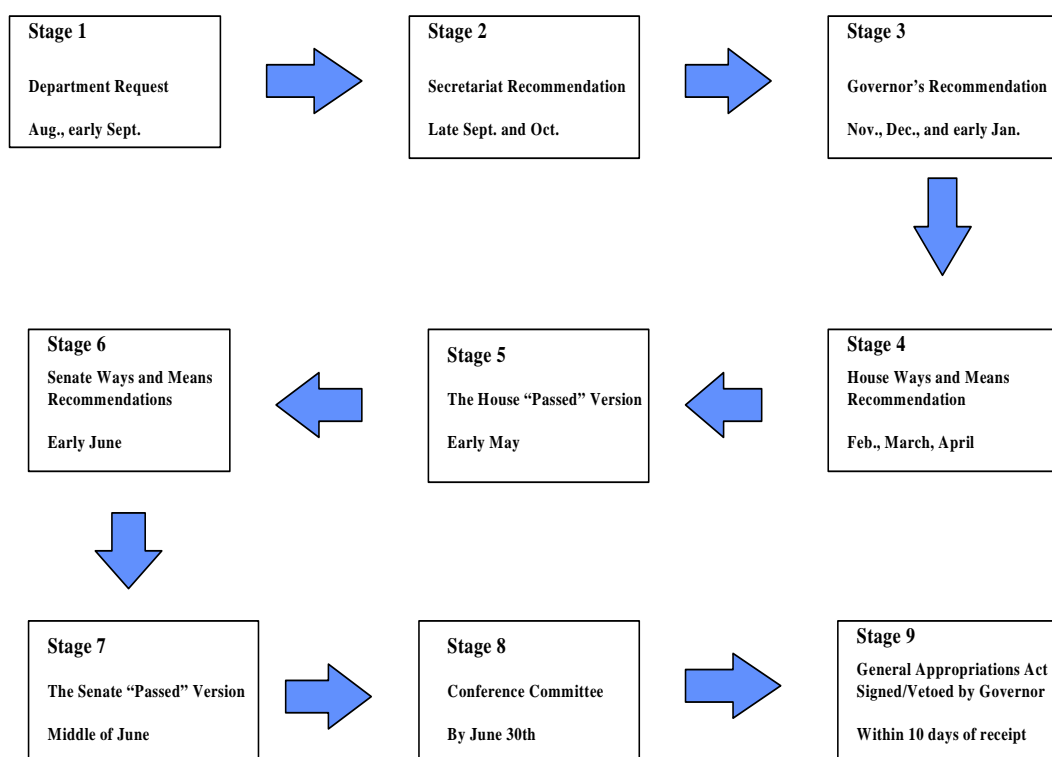 Stage 1
Department Request
Aug., early Sept.
Stage 2
Secretariat Recommendation
Late Sept. and Oct.
Stage 3
Governor’s Recommendation
Nov., Dec., and early Jan.
Stage 4
House Ways and Means
Recommendation
Feb., March, April
Stage 5
The House “Passed” Version
Early May
Stage 6
Senate Ways and Means
Recommendations
Early June
Stage 7
The Senate “Passed” Version
Middle of June
Stage 8
Conference Committee
By June 30th
Stage 9
General Appropriations Act
Signed/Vetoed by Governor
Within 10 days of receipt